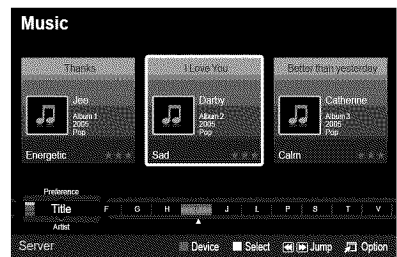 Music
Thanks
Jee
Album 1
2005
Pop
Energetic
I Love You
Darby
Album 2
2005
Pop
Sad
Better than yesterday
Catherine
Album 3
2005
Pop
Calm
Preference
Title
Artist
F G H J L P S T V
Server
Device Select Jump Option